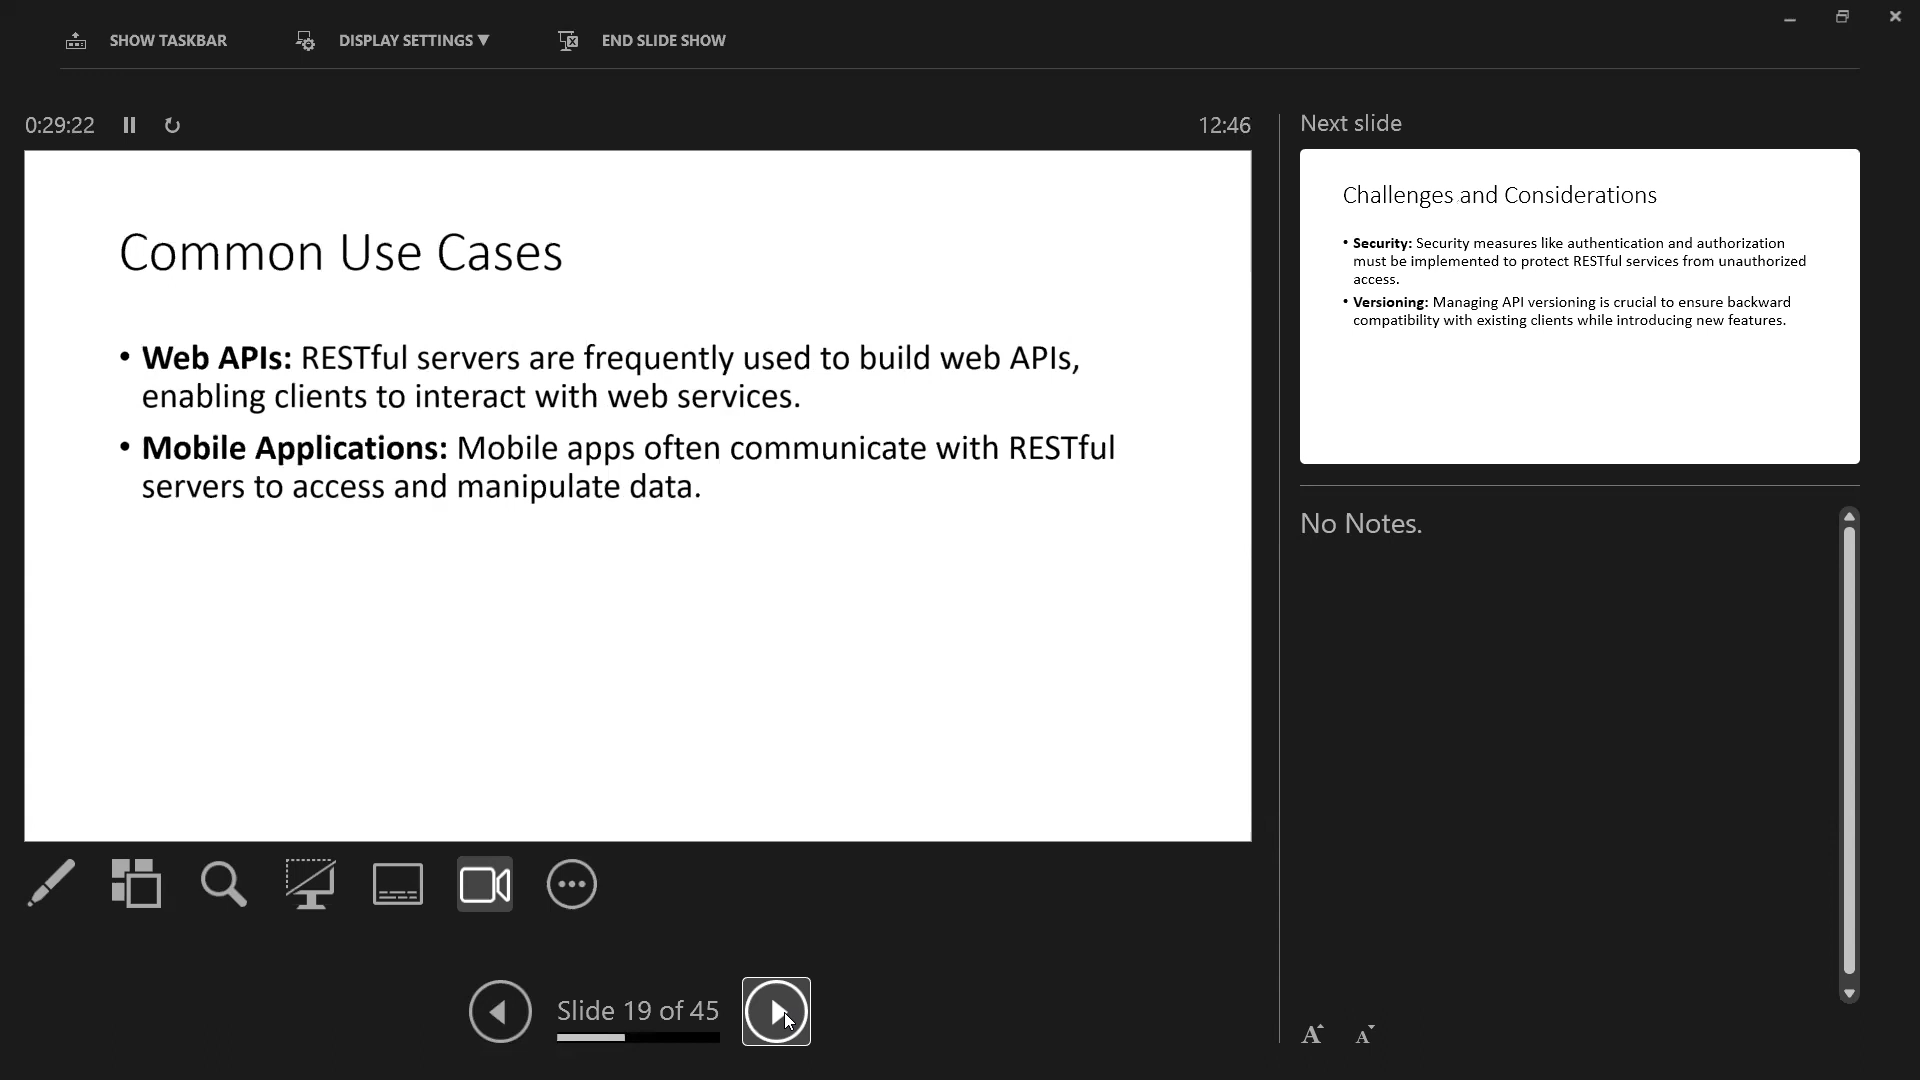 SHOW TASKBAR
DISPLAY SETTINGS ▼
END SLIDE SHOW
0:29:22
12:46
Common Use Cases
• Web APIs: RESTful servers are frequently used to build web APIs,
enabling clients to interact with web services.
• Mobile Applications: Mobile apps often communicate with RESTful
servers to access and manipulate data.
Slide 19 of 45
Next slide
Challenges and Considerations
• Security: Security measures like authentication and authorization
must be implemented to protect RESTful services from unauthorized
access.
• Versioning: Managing API versioning is crucial to ensure backward
compatibility with existing clients while introducing new features.
No Notes.
A A